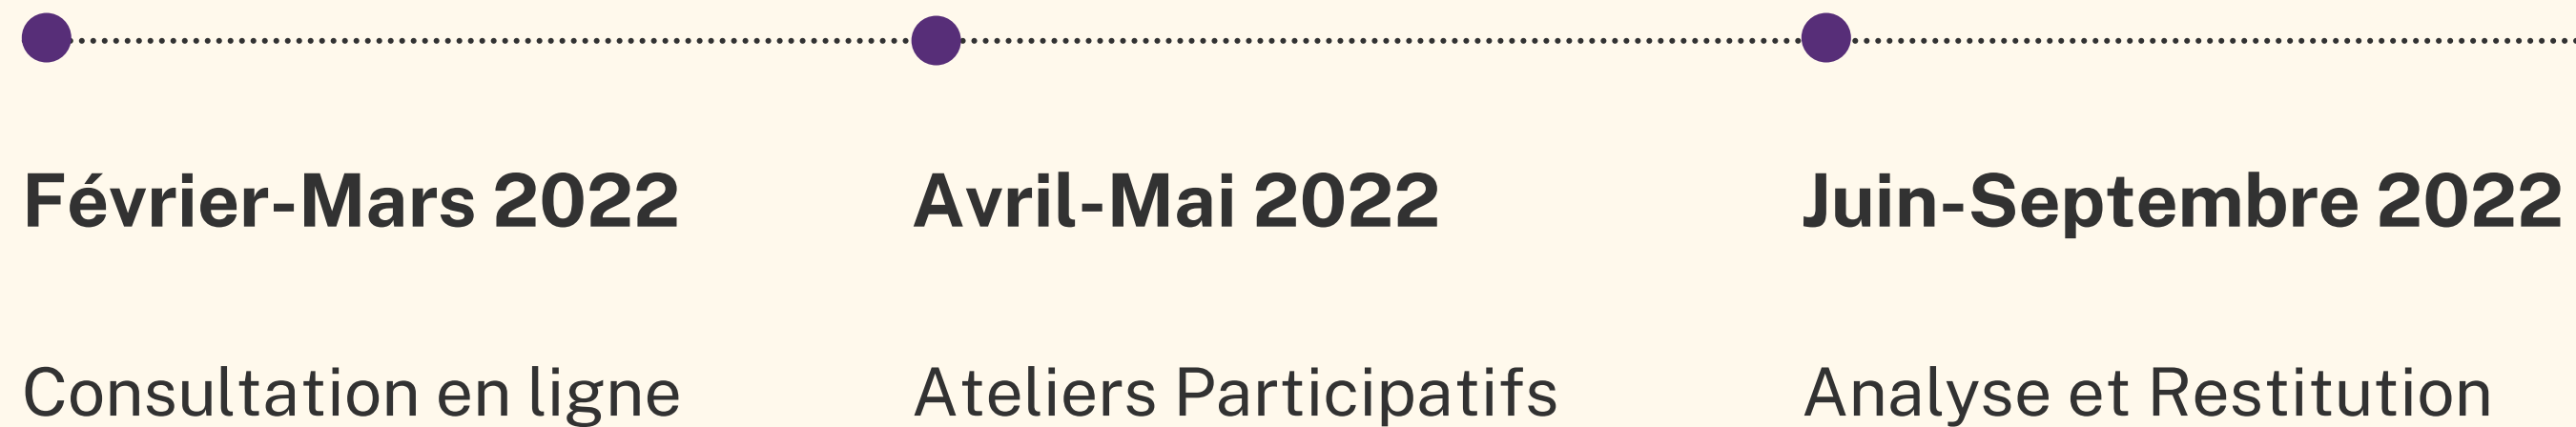 Février-Mars 2022
Avril-Mai 2022
Juin-Septembre 2022
Consultation en ligne
Ateliers Participatifs
Analyse et Restitution